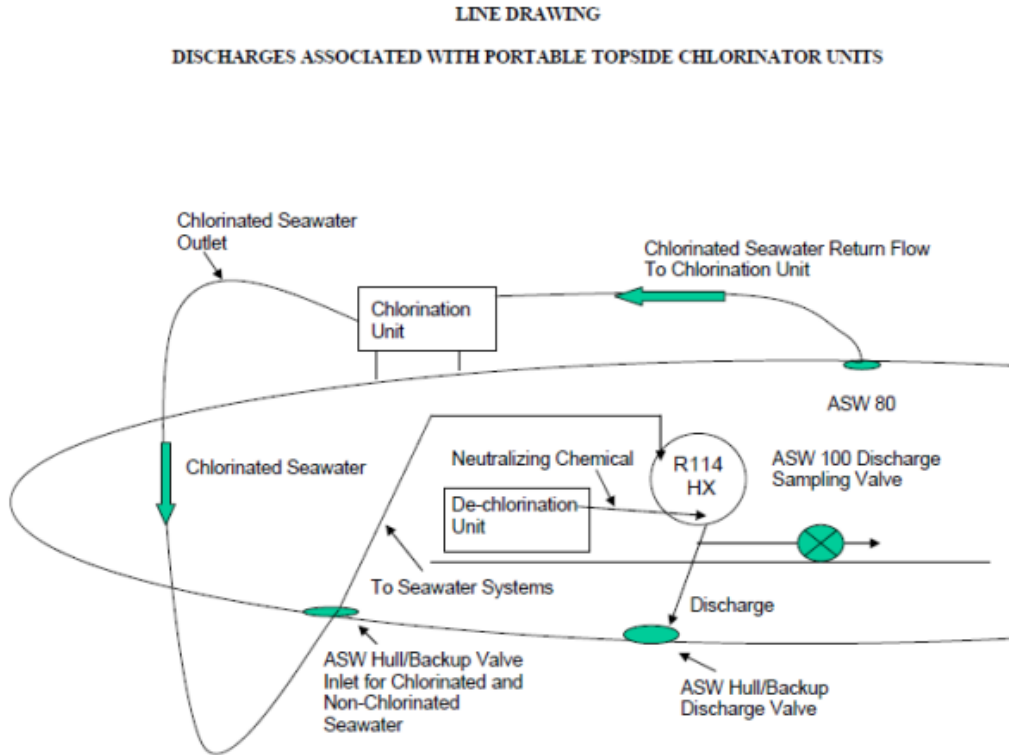 LINE DRAWING
DISCHARGES ASSOCIATED WITH PORTABLE TOPSIDE CHLORINATOR UNITS
Chlorinated Seawater
Outlet
Chlorinated Seawater Return Flow
To Chlorination Unit
Chlorination
Unit
ASW 80
Chlorinated Seawater
Neutralizing Chemical
R114
HX
ASW 100 Discharge
Sampling Valve
De-chlorination
Unit
To Seawater Systems
Discharge
ASW Hull/Backup Valve
Inlet for Chlorinated and
Non-Chlorinated
Seawater
ASW Hull/Backup
Discharge Valve